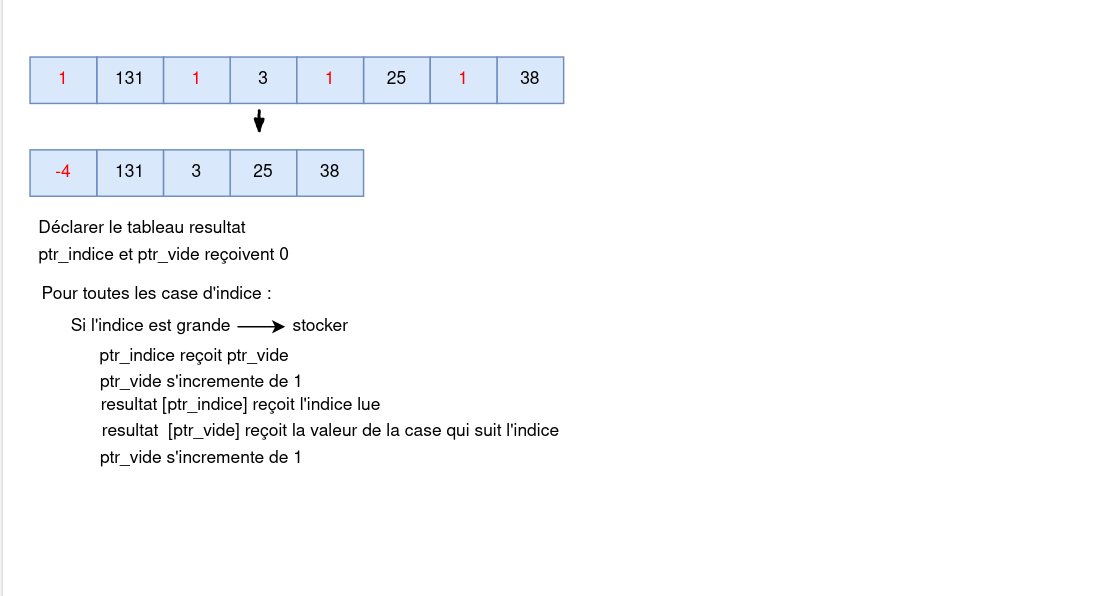 1 131 1 3 1 25 1 38
-4 131 3 25 38
Déclarer le tableau resultat
ptr_indice et ptr_vide reçoivent 0
Pour toutes les case d'indice :
Si l'indice est grande stocker
ptr_indice reçoit ptr_vide
ptr_vide s'incremente de 1
resultat [ptr_indice] reçoit l'indice lue
resultat [ptr_vide] reçoit la valeur de la case qui suit l'indice
ptr_vide s'incremente de 1